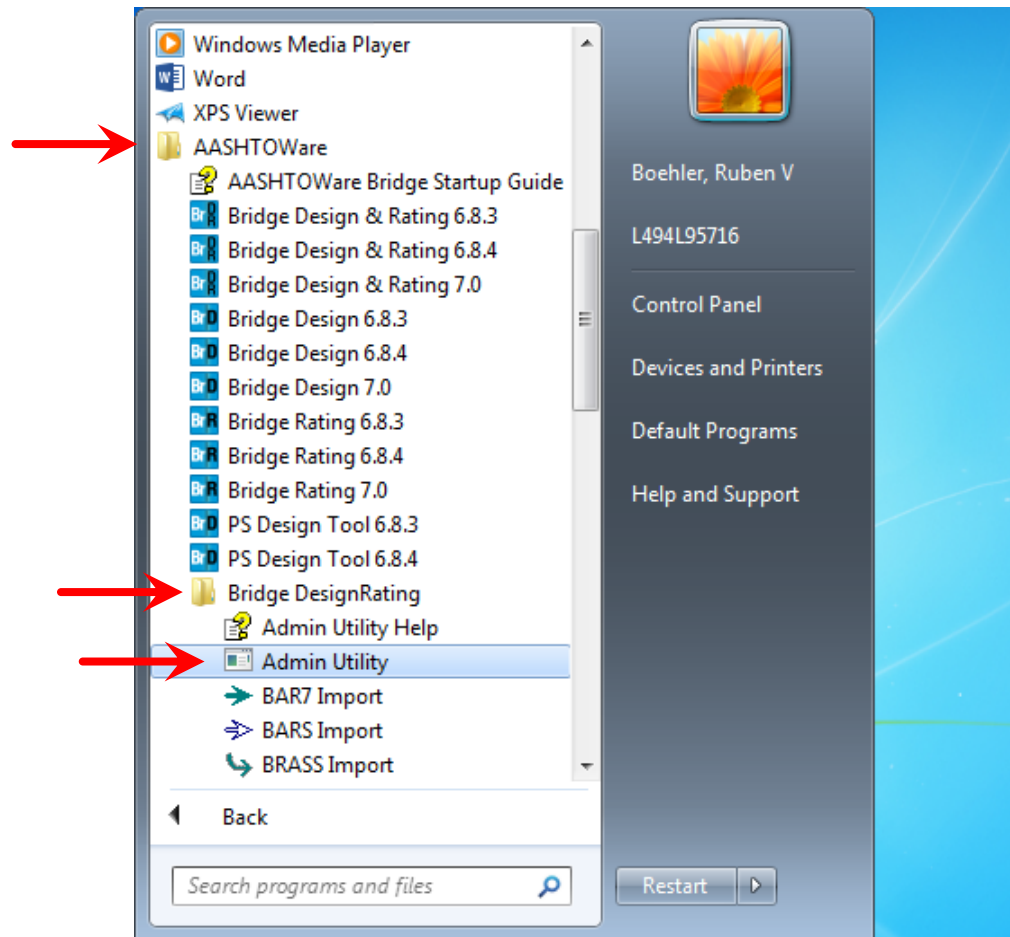 Windows Media Player
Word
XPS Viewer
AASHTOWare
AASHTOWare Bridge Startup Guide
Bridge Design & Rating 6.8.3
Bridge Design & Rating 6.8.4
Bridge Design & Rating 7.0
Bridge Design 6.8.3
Bridge Design 6.8.4
Bridge Design 7.0
Bridge Rating 6.8.3
Bridge Rating 6.8.4
Bridge Rating 7.0
PS Design Tool 6.8.3
PS Design Tool 6.8.4
Bridge DesignRating
Admin Utility Help
Admin Utility
BAR7 Import
BARS Import
BRASS Import
Back
Search programs and files
Boehler, Ruben V
L494L95716
Control Panel
Devices and Printers
Default Programs
Help and Support
Restart